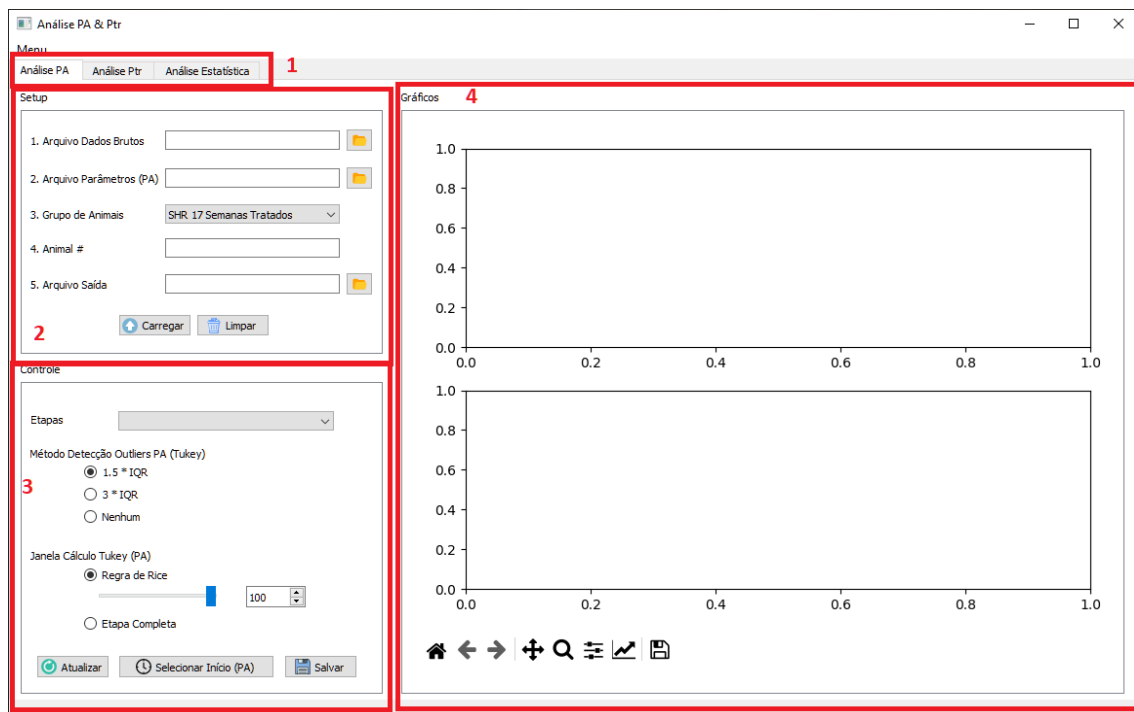 Análise PA & Ptr
Menu
Análise PA Análise Ptr Análise Estatística 1
Setup
1. Arquivo Dados Brutos
2. Arquivo Parâmetros (PA)
3. Grupo de Animais SHR 17 Semanas Tratados
4. Animal #
5. Arquivo Saída
Carregar Limpar
2
Controle
Etapas
Método Detecção Outliers PA (Tukey)
1.5 * IQR
3
3 * IQR
Nenhum
Janela Cálculo Tukey (PA)
Regra de Rice
100
Etapa Completa
Atualizar Selecionar Início (PA) Salvar
Gráficos 4
1.0
0.8
0.6
0.4
0.2
0.0
0.0 0.2 0.4 0.6 0.8 1.0
1.0
0.8
0.6
0.4
0.2
0.0
0.0 0.2 0.4 0.6 0.8 1.0